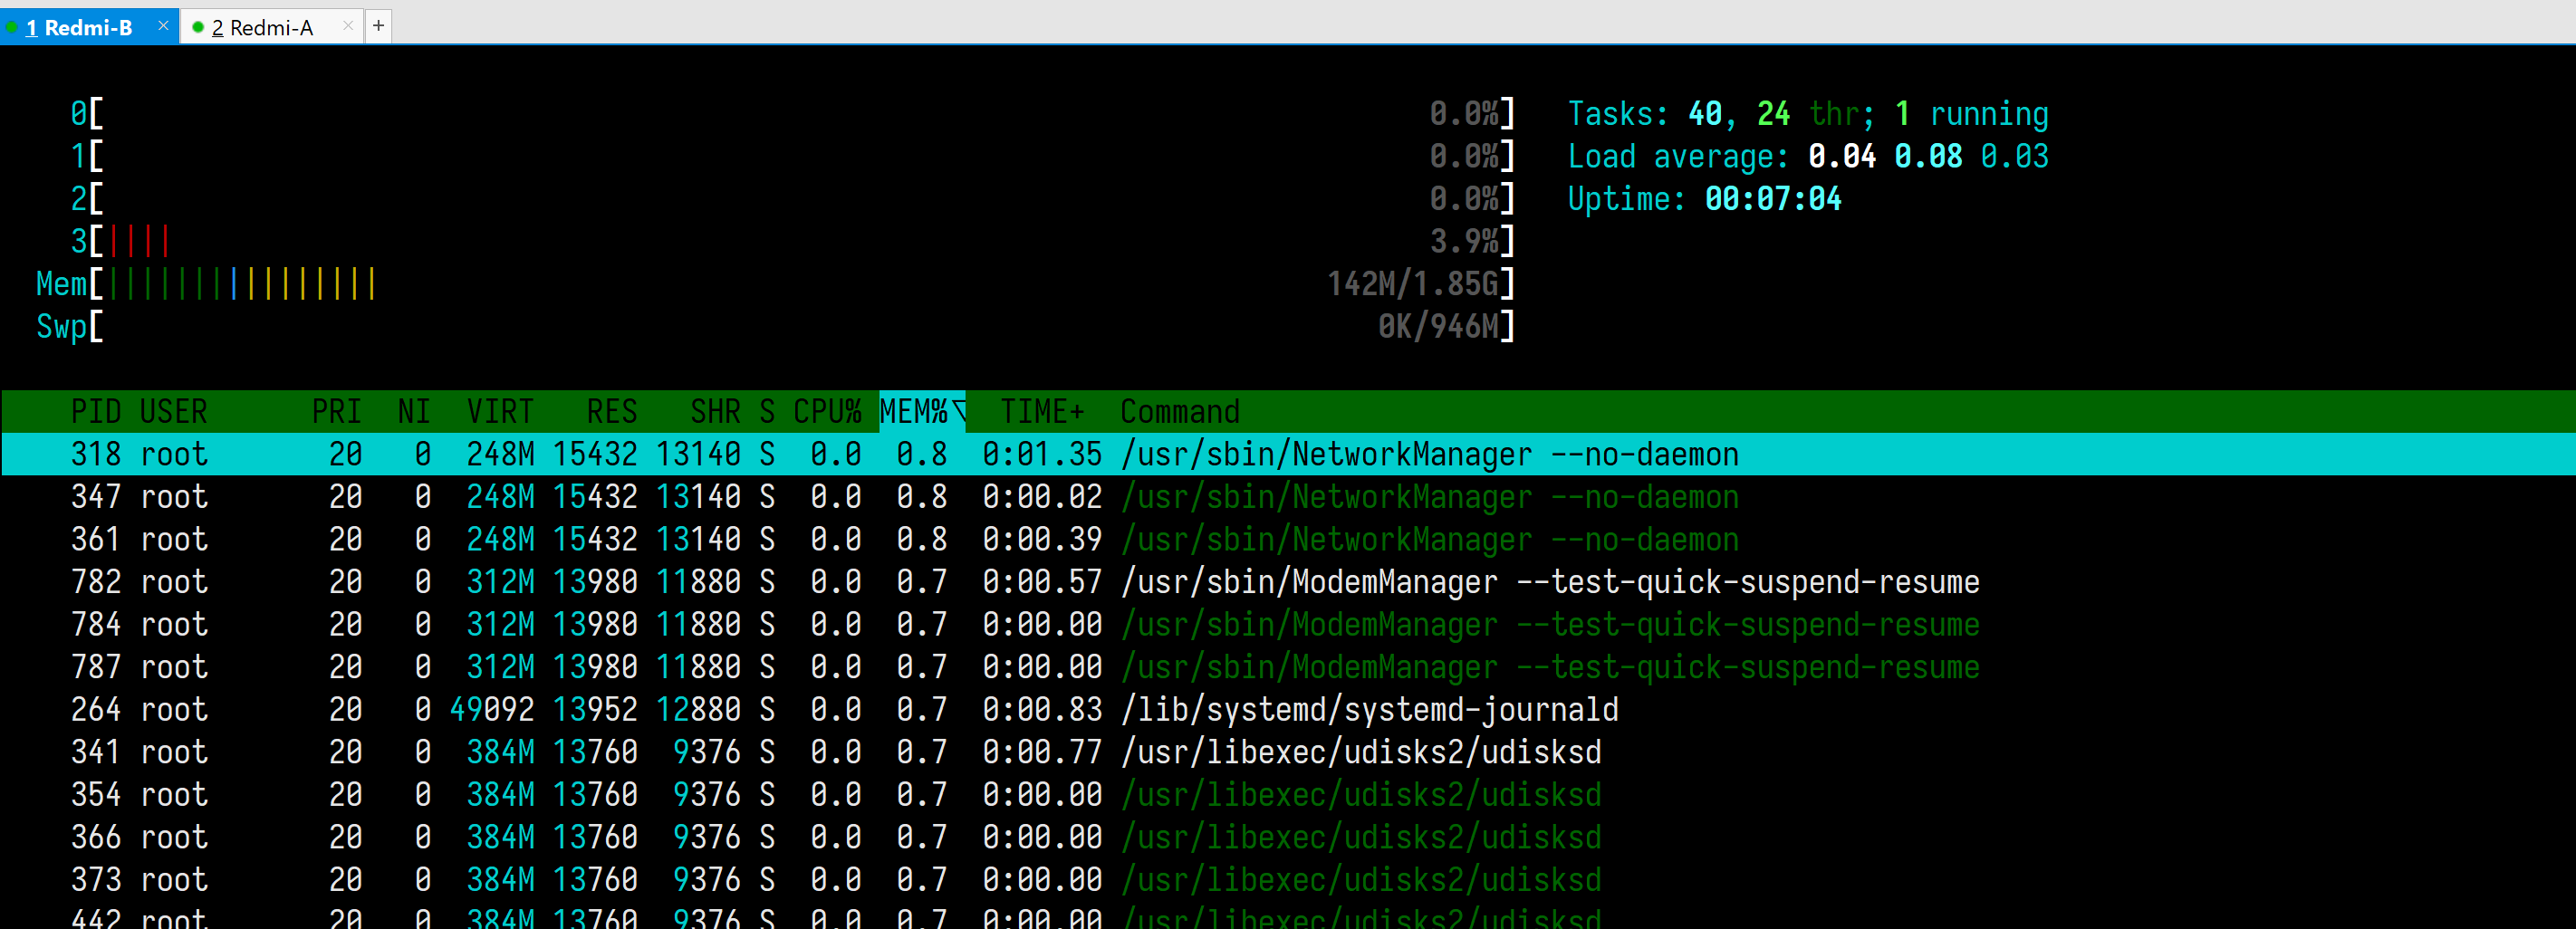 1 Redmi-B × 2 Redmi-A × +
0[ 0.0%] Tasks: 40, 24 thr; 1 running
1[ 0.0%] Load average: 0.04 0.08 0.03
2[ 0.0%] Uptime: 00:07:04
3[|||| 3.9%]
Mem[|||||||||||||||| 142M/1.85G]
Swp[ 0K/946M]
PID USER PRI NI VIRT RES SHR S CPU% MEM%▽ TIME+ Command
318 root 20 0 248M 15432 13140 S 0.0 0.8 0:01.35 /usr/sbin/NetworkManager --no-daemon
347 root 20 0 248M 15432 13140 S 0.0 0.8 0:00.02 /usr/sbin/NetworkManager --no-daemon
361 root 20 0 248M 15432 13140 S 0.0 0.8 0:00.39 /usr/sbin/NetworkManager --no-daemon
782 root 20 0 312M 13980 11880 S 0.0 0.7 0:00.57 /usr/sbin/ModemManager --test-quick-suspend-resume
784 root 20 0 312M 13980 11880 S 0.0 0.7 0:00.00 /usr/sbin/ModemManager --test-quick-suspend-resume
787 root 20 0 312M 13980 11880 S 0.0 0.7 0:00.00 /usr/sbin/ModemManager --test-quick-suspend-resume
264 root 20 0 49092 13952 12880 S 0.0 0.7 0:00.83 /lib/systemd/systemd-journald
341 root 20 0 384M 13760 9376 S 0.0 0.7 0:00.77 /usr/libexec/udisks2/udisksd
354 root 20 0 384M 13760 9376 S 0.0 0.7 0:00.00 /usr/libexec/udisks2/udisksd
366 root 20 0 384M 13760 9376 S 0.0 0.7 0:00.00 /usr/libexec/udisks2/udisksd
373 root 20 0 384M 13760 9376 S 0.0 0.7 0:00.00 /usr/libexec/udisks2/udisksd
442 root 20 0 384M 13760 9376 S 0.0 0.7 0:00.00 /usr/libexec/udisks2/udisksd